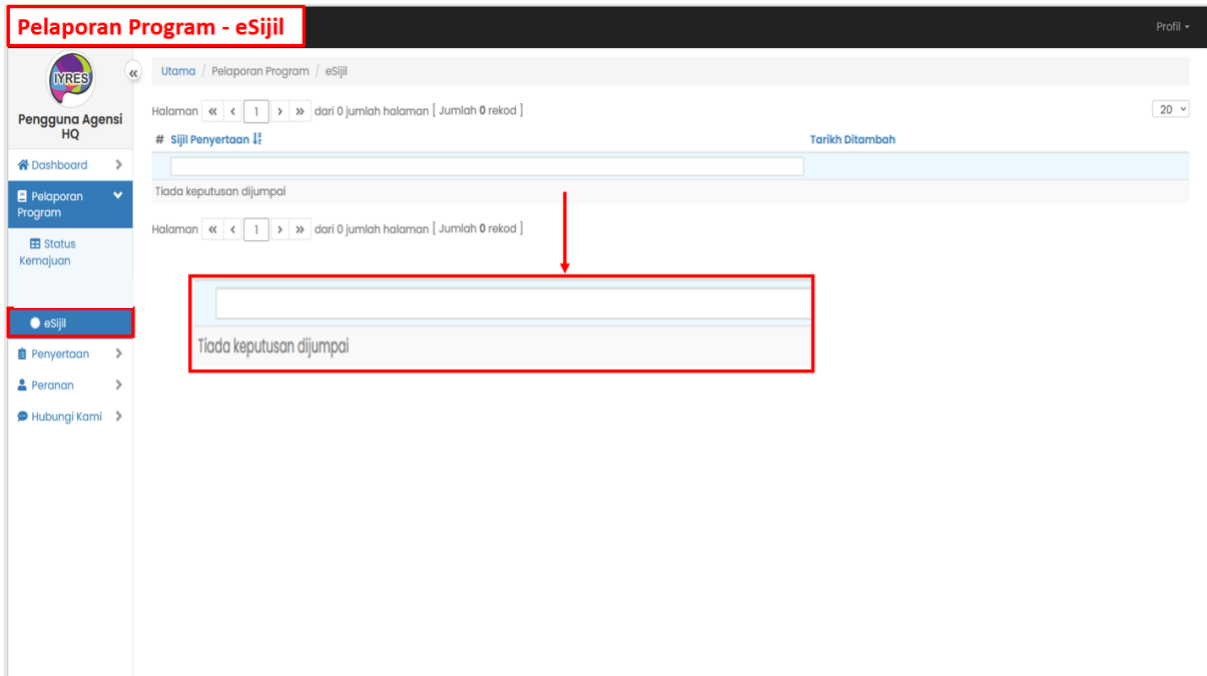 Pelaporan Program - eSijil
Profil
IYRES
«
Pengguna Agensi
HQ
Utama / Pelaporan Program / eSijil
Halaman « ‹ 1 › » dari 0 jumlah halaman [ Jumlah 0 rekod ]
20
# Sijil Penyertaan
Tarikh Ditambah
Tiada keputusan dijumpai
Halaman « ‹ 1 › » dari 0 jumlah halaman [ Jumlah 0 rekod ]
Dashboard
Pelaporan
Program
Status
Kemajuan
eSijil
Penyertaan
Peranan
Hubungi Kami
Tiada keputusan dijumpai